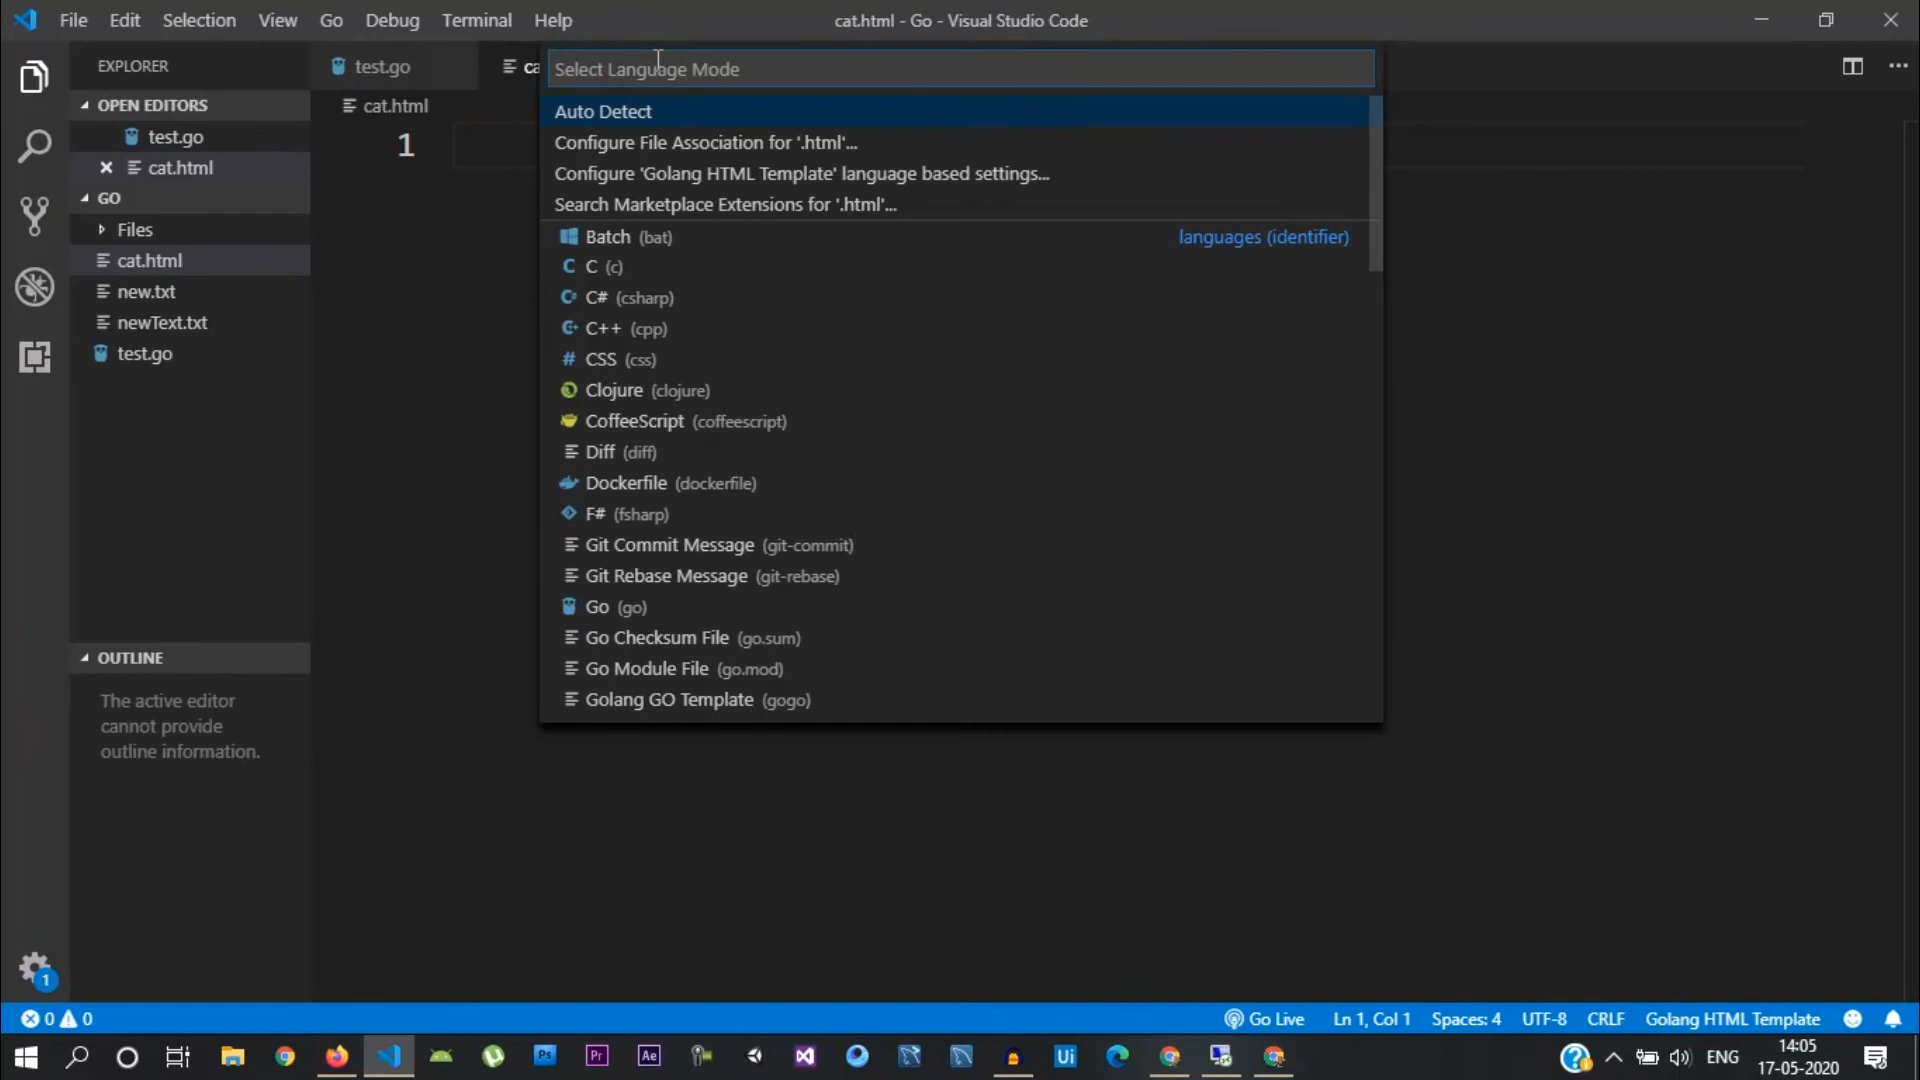 File Edit Selection View Go Debug Terminal Help
cat.html - Go - Visual Studio Code
EXPLORER
OPEN EDITORS
test.go
cat.html
GO
Files
cat.html
new.txt
newText.txt
test.go
OUTLINE
The active editor
cannot provide
outline information.
1
test.go
ca
cat.html
1
Select Language Mode
Auto Detect
Configure File Association for '.html'...
Configure 'Golang HTML Template' language based settings...
Search Marketplace Extensions for '.html'...
Batch (bat) languages (identifier)
C (c)
C# (csharp)
C++ (cpp)
CSS (css)
Clojure (clojure)
CoffeeScript (coffeescript)
Diff (diff)
Dockerfile (dockerfile)
F# (fsharp)
Git Commit Message (git-commit)
Git Rebase Message (git-rebase)
Go (go)
Go Checksum File (go.sum)
Go Module File (go.mod)
Golang GO Template (gogo)
0 0 Go Live Ln 1, Col 1 Spaces: 4 UTF-8 CRLF Golang HTML Template
Ps Pr Ae Ui ENG
14:05
17-05-2020